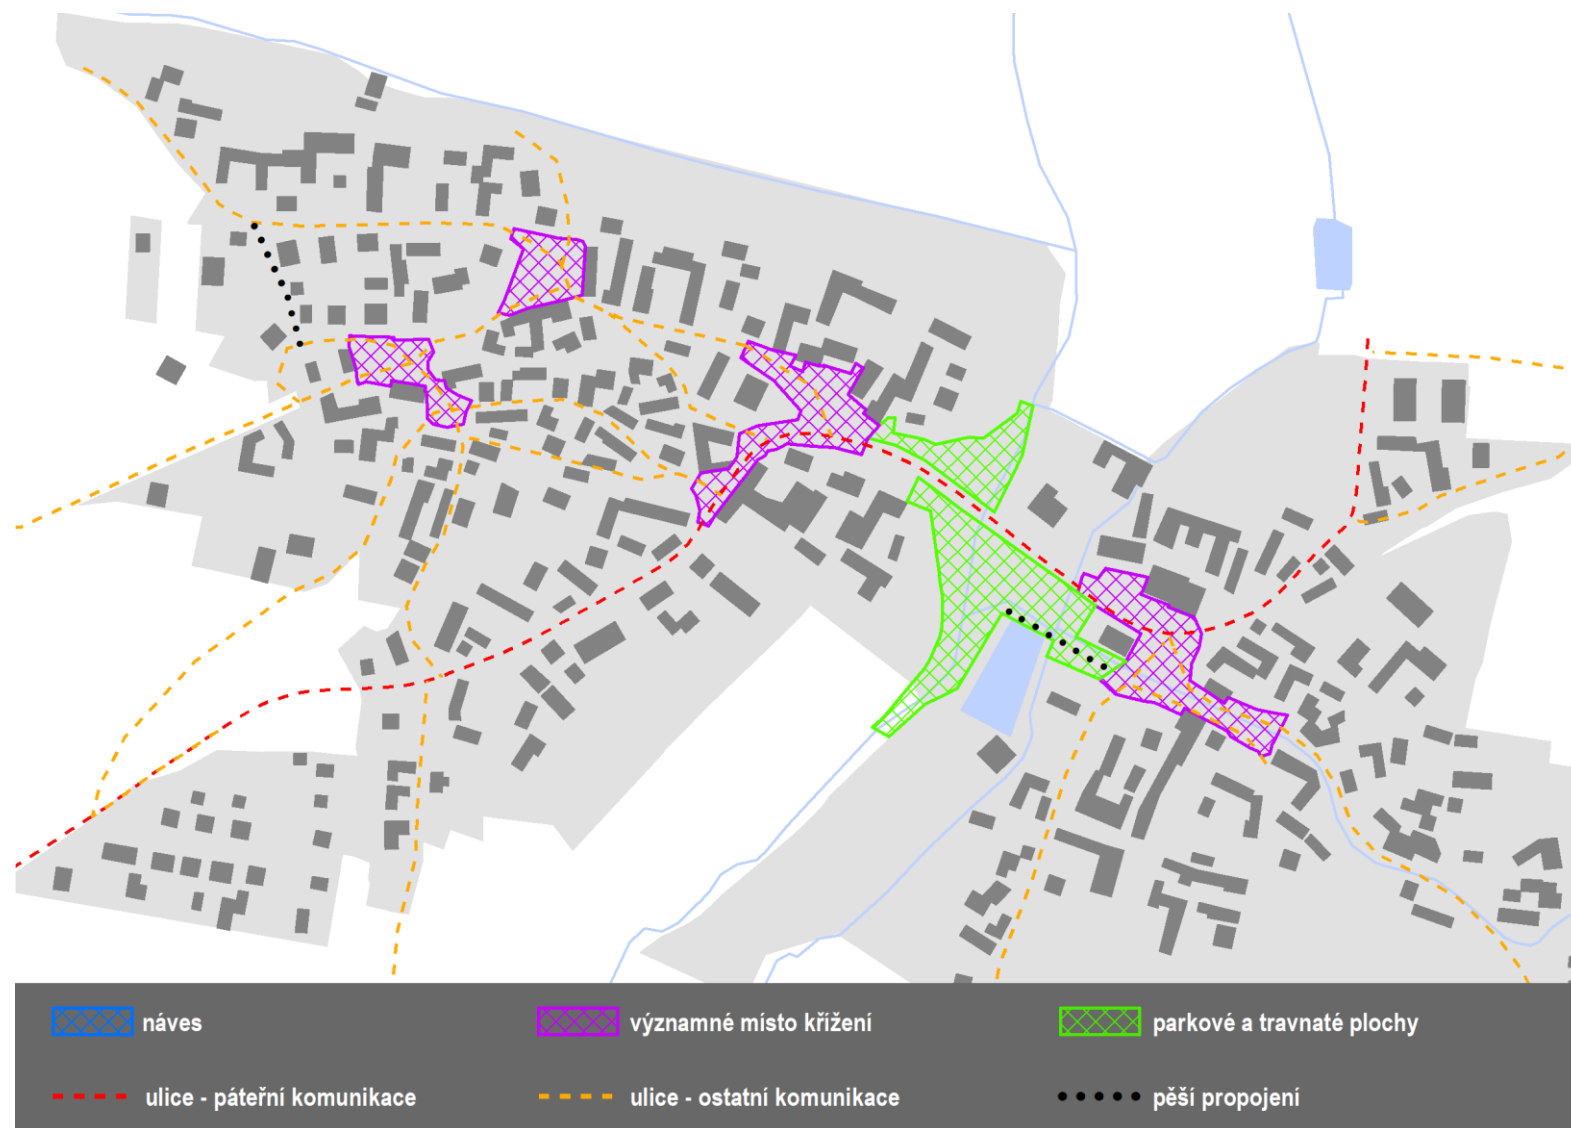 náves
významné místo křížení
parkové a travnaté plochy
ulice - páteřní komunikace
ulice - ostatní komunikace
pěší propojení